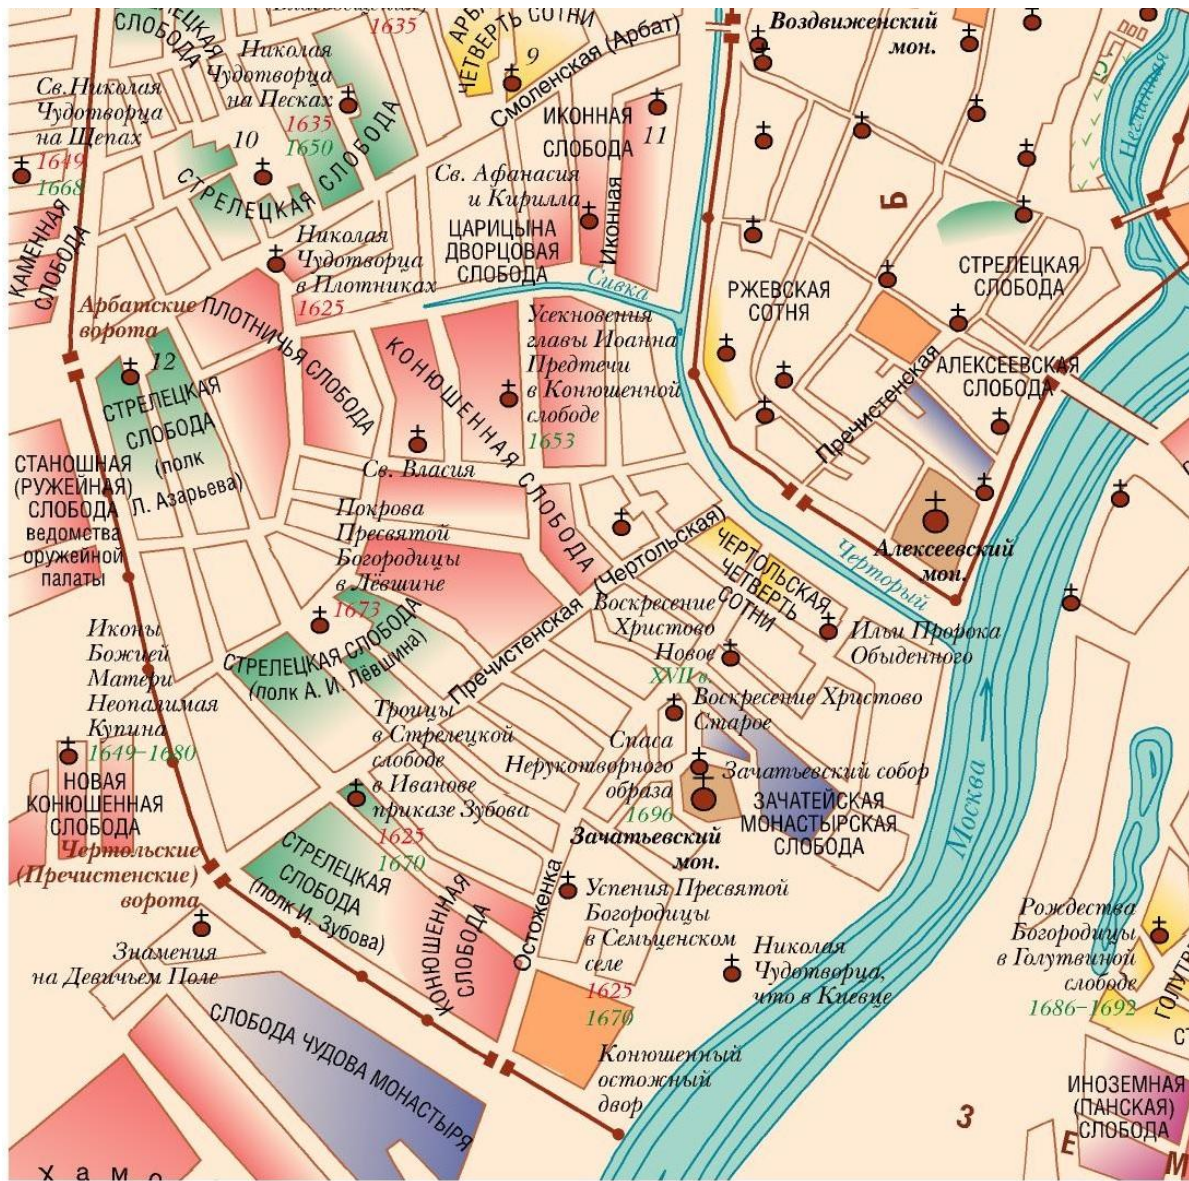 СЛОБОДА
1635
ЧЕТВЕРТЬ СОТНИ
9
Смоленская (Арбат)
Воздвиженский
мон.
Николая
Чудотворца
на Песках
1635
1650
Св. Николая
Чудотворца
на Щепах
1649
1668
10
СТРЕЛЕЦКАЯ СЛОБОДА
ИКОННАЯ
СЛОБОДА
11
Иконная
Неглинная
Св. Афанасия
и Кирилла
ЦАРИЦЫНА
ДВОРЦОВАЯ
СЛОБОДА
Б
СТРЕЛЕЦКАЯ
СЛОБОДА
КАМЕННАЯ
СЛОБОДА
Николая
Чудотворца
в Плотниках
1625
Сивка
РЖЕВСКАЯ
СОТНЯ
Арбатские
ворота
ПЛОТНИЧЬЯ СЛОБОДА
Усекновения
главы Иоанна
Предтечи
в Конюшенной
слободе
1653
КОНЮШЕННАЯ СЛОБОДА
АЛЕКСЕЕВСКАЯ
СЛОБОДА
Пречистенская
12
СТРЕЛЕЦКАЯ
СЛОБОДА
(полк
Л. Азарьева)
Св. Власия
СТАНОШНАЯ
(РУЖЕЙНАЯ)
СЛОБОДА
ведомства
оружейной
палаты
Покрова
Пресвятой
Богородицы
в Лёвшине
1673
Пречистенская (Чертольская)
ЧЕРТОЛЬСКАЯ
ЧЕТВЕРТЬ
СОТНИ
Черторый
Алексеевский
мон.
Воскресение
Христово
Новое
XVII в.
Ильи Пророка
Обыденного
СТРЕЛЕЦКАЯ СЛОБОДА
(полк А. И. Лёвшина)
Иконы
Божией
Матери
Неопалимая
Купина
1649–1680
Троицы
в Стрелецкой
слободе
в Иванове
приказе Зубова
1625
1670
Воскресение Христово
Старое
Спаса
Нерукотворного
образа
1696
Зачатьевский собор
Зачатьевский
мон.
ЗАЧАТЕЙСКАЯ
МОНАСТЫРСКАЯ
СЛОБОДА
Москва
НОВАЯ
КОНЮШЕННАЯ
СЛОБОДА
Чертольские
(Пречистенские)
ворота
СТРЕЛЕЦКАЯ
СЛОБОДА
(полк И. Зубова)
КОНЮШЕННАЯ
СЛОБОДА
Остоженка
Успения Пресвятой
Богородицы
в Семьценском
селе
1625
1670
Николая
Чудотворца,
что в Киевце
Рождества
Богородицы
в Голутвиной
слободе
1686–1692
Знамения
на Девичьем Поле
СЛОБОДА ЧУДОВА МОНАСТЫРЯ
Конюшенный
остожный
двор
ИНОЗЕМНАЯ
(ПАНСКАЯ)
СЛОБОДА
З Е М
Х а м